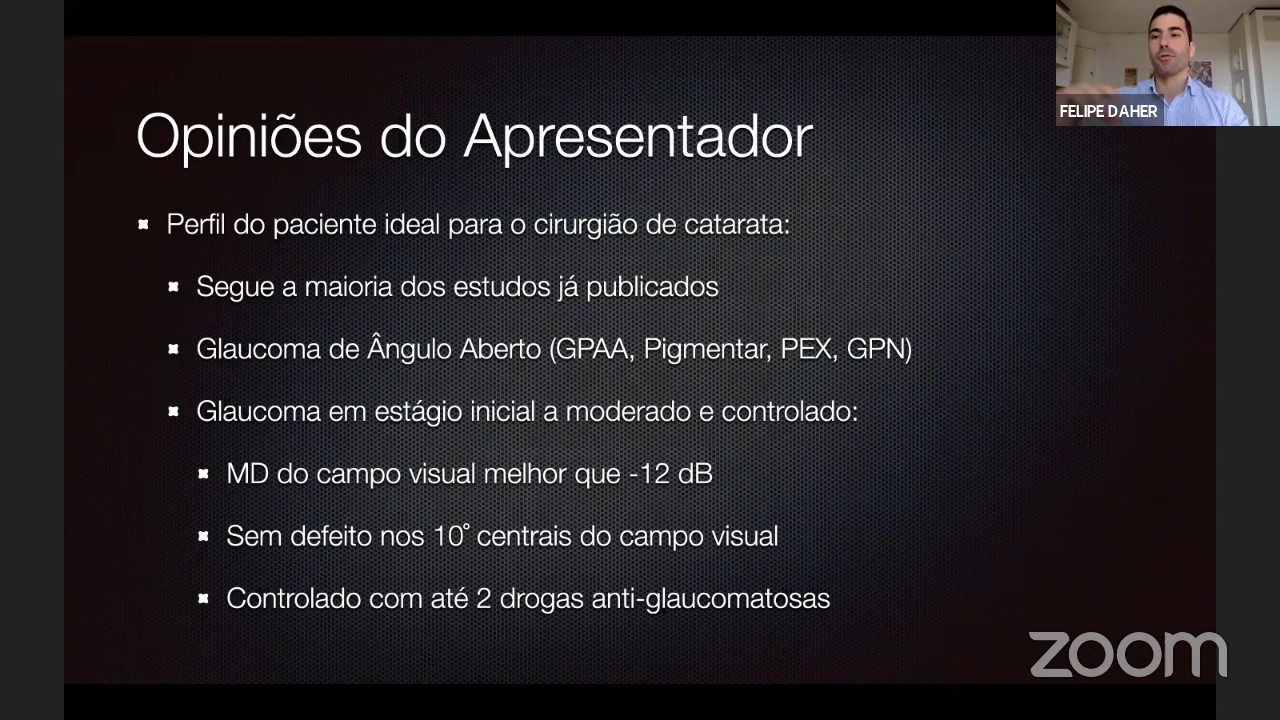 FELIPE DAHER
Opiniões do Apresentador
Perfil do paciente ideal para o cirurgião de catarata:
Segue a maioria dos estudos já publicados
Glaucoma de Ângulo Aberto (GPAA, Pigmentar, PEX, GPN)
Glaucoma em estágio inicial a moderado e controlado:
MD do campo visual melhor que -12 dB
Sem defeito nos 10° centrais do campo visual
Controlado com até 2 drogas anti-glaucomatosas
zoom